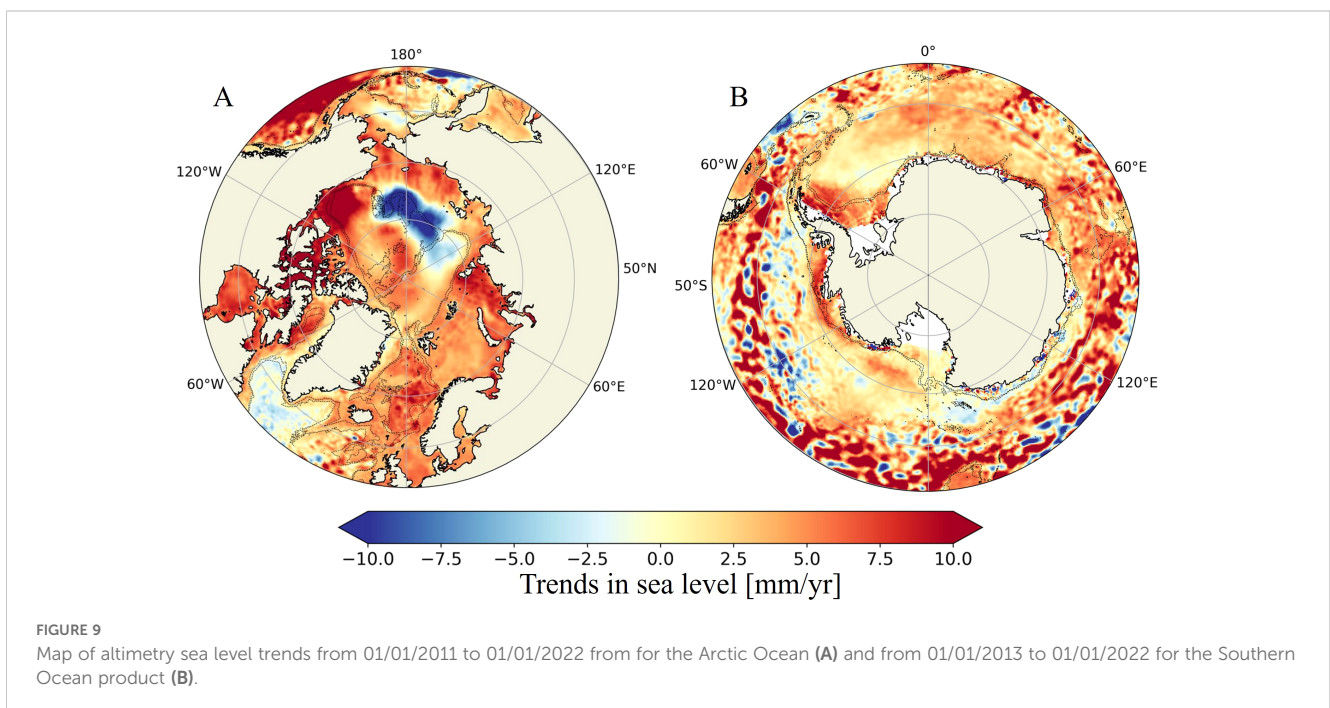 180°
0°
A
B
120°W
120°E
60°W
60°E
50°N
50°S
60°W
60°E
120°W
120°E
−10.0 −7.5 −5.0 −2.5 0.0 2.5 5.0 7.5 10.0
Trends in sea level [mm/yr]
FIGURE 9
Map of altimetry sea level trends from 01/01/2011 to 01/01/2022 from for the Arctic Ocean (A) and from 01/01/2013 to 01/01/2022 for the Southern
Ocean product (B).